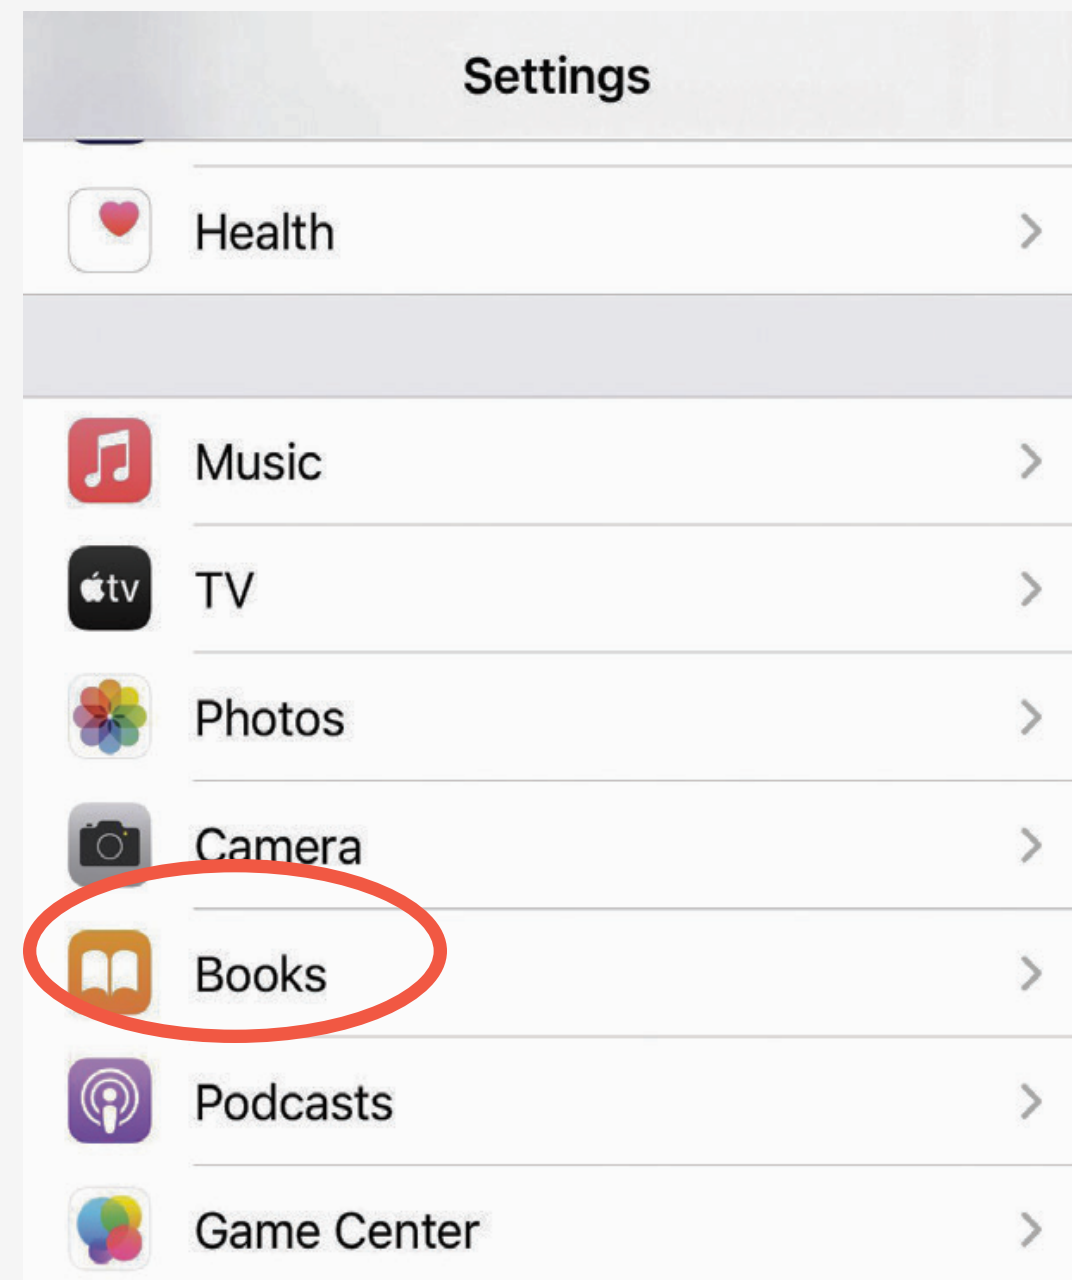 Settings
Health
Music
tv
TV
Photos
Camera
Books
Podcasts
Game Center